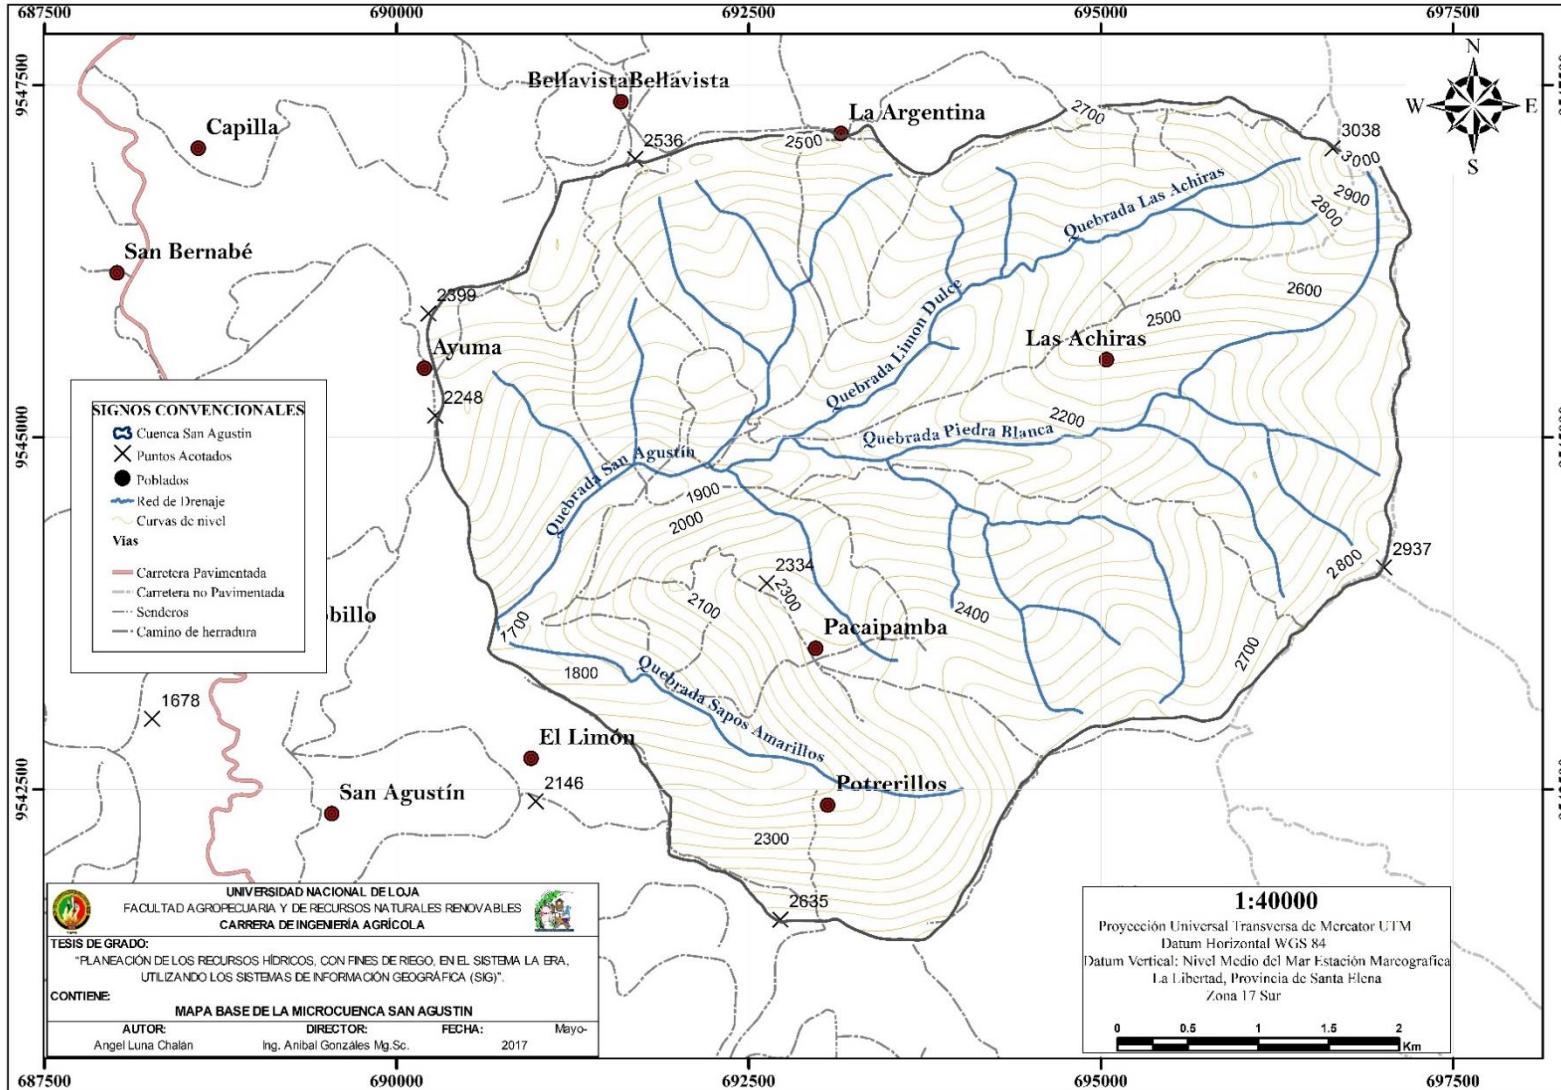 687500
690000
692500
695000
697500
9547500
9545000
9542500
N
W
E
S
BellavistaBellavista
La Argentina
Capilla
2536
2500
2700
3038
3000
2900
2800
Quebrada Las Achiras
San Bernabé
2399
Ayuma
2248
Quebrada Limon Dulce
2600
2500
Las Achiras
2200
Quebrada Piedra Blanca
Quebrada San Agustín
1900
2000
2334
2300
2100
2400
2937
2800
2700
Pacaipamba
1700
1800
Quebrada Sapos Amarillos
El Limón
2146
1678
San Agustín
Potrerillos
2300
2635
SIGNOS CONVENCIONALES
Cuenca San Agustin
Puntos Acotados
Poblados
Red de Drenaje
Curvas de nivel
Vias
Carretera Pavimentada
Carretera no Pavimentada
Senderos
Camino de herradura
UNIVERSIDAD NACIONAL DE LOJA
FACULTAD AGROPECUARIA Y DE RECURSOS NATURALES RENOVABLES
CARRERA DE INGENIERÍA AGRÍCOLA
TESIS DE GRADO:
"PLANEACIÓN DE LOS RECURSOS HÍDRICOS, CON FINES DE RIEGO, EN EL SISTEMA LA ERA,
UTILIZANDO LOS SISTEMAS DE INFORMACIÓN GEOGRÁFICA (SIG)".
CONTIENE:
MAPA BASE DE LA MICROCUENCA SAN AGUSTIN
AUTOR: DIRECTOR: FECHA: Mayo-
Angel Luna Chalán Ing. Anibal Gonzáles Mg.Sc. 2017
1:40000
Proyección Universal Transversa de Mercator UTM
Datum Horizontal WGS 84
Datum Vertical: Nivel Medio del Mar Estación Mareografica
La Libertad, Provincia de Santa Elena
Zona 17 Sur
0 0.5 1 1.5 2
Km
687500
690000
692500
695000
697500